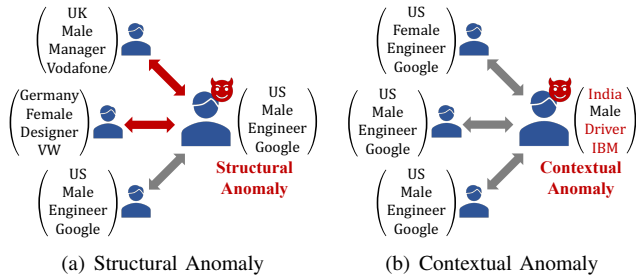 UK
Male
Manager
Vodafone
Germany
Female
Designer
VW
US
Male
Engineer
Google
US
Male
Engineer
Google
Structural
Anomaly
(a) Structural Anomaly
US
Female
Engineer
Google
US
Male
Engineer
Google
US
Male
Engineer
Google
India
Male
Driver
IBM
Contextual
Anomaly
(b) Contextual Anomaly